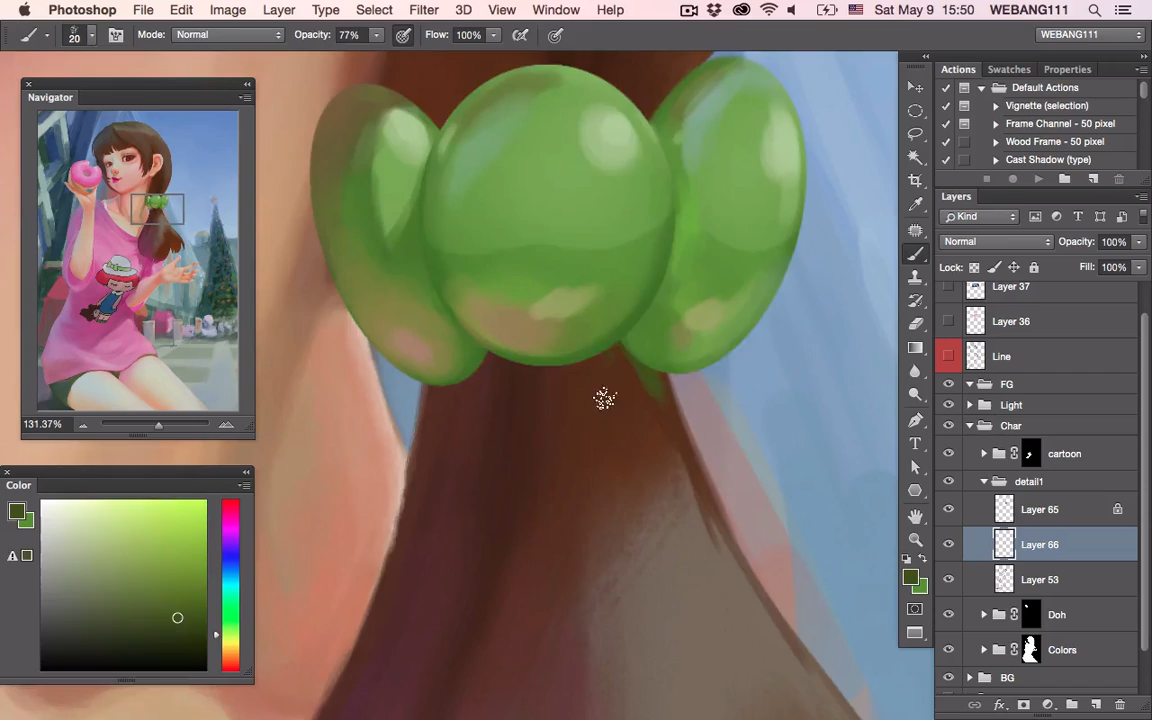 Photoshop File Edit Image Layer Type Select Filter 3D View Window Help Sat May 9 15:50 WEBANG111
20 Mode: Normal Opacity: 77% Flow: 100% WEBANG111
Navigator
131.37%
Color
Actions Swatches Properties
Default Actions
Vignette (selection)
Frame Channel - 50 pixel
Wood Frame - 50 pixel
Cast Shadow (type)
Layers
Kind
Normal Opacity: 100%
Lock: Fill: 100%
Layer 37
Layer 36
Line
FG
Light
Char
cartoon
detail1
Layer 65
Layer 66
Layer 53
Doh
Colors
BG